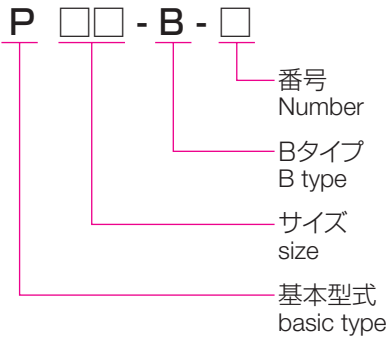 P □□ - B - □
番号
Number
Bタイプ
B type
サイズ
size
基本型式
basic type